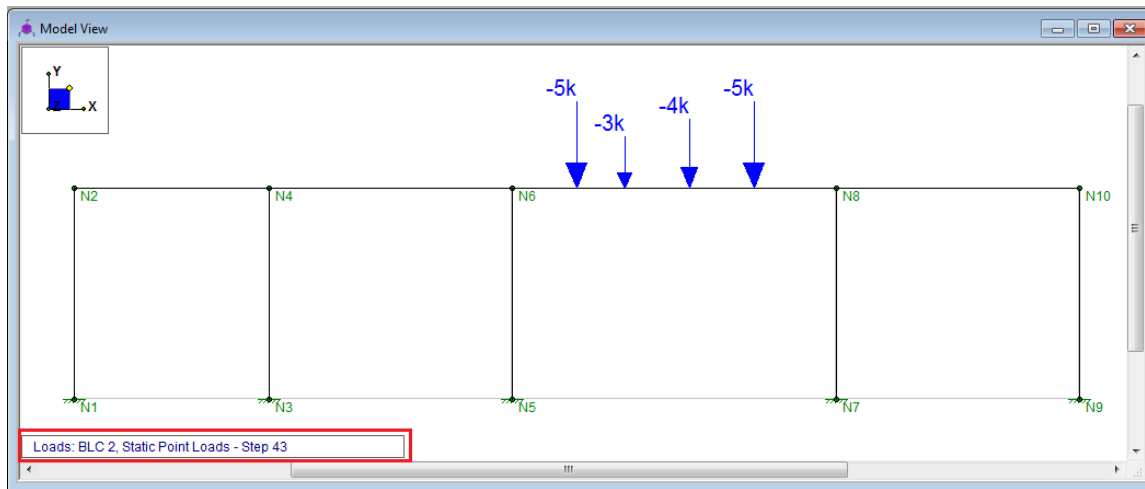 Model View
Y
Z X
-5k -5k
-4k
-3k
N2 N4 N6 N8 N10
N1 N3 N5 N7 N9
Loads: BLC 2, Static Point Loads - Step 43